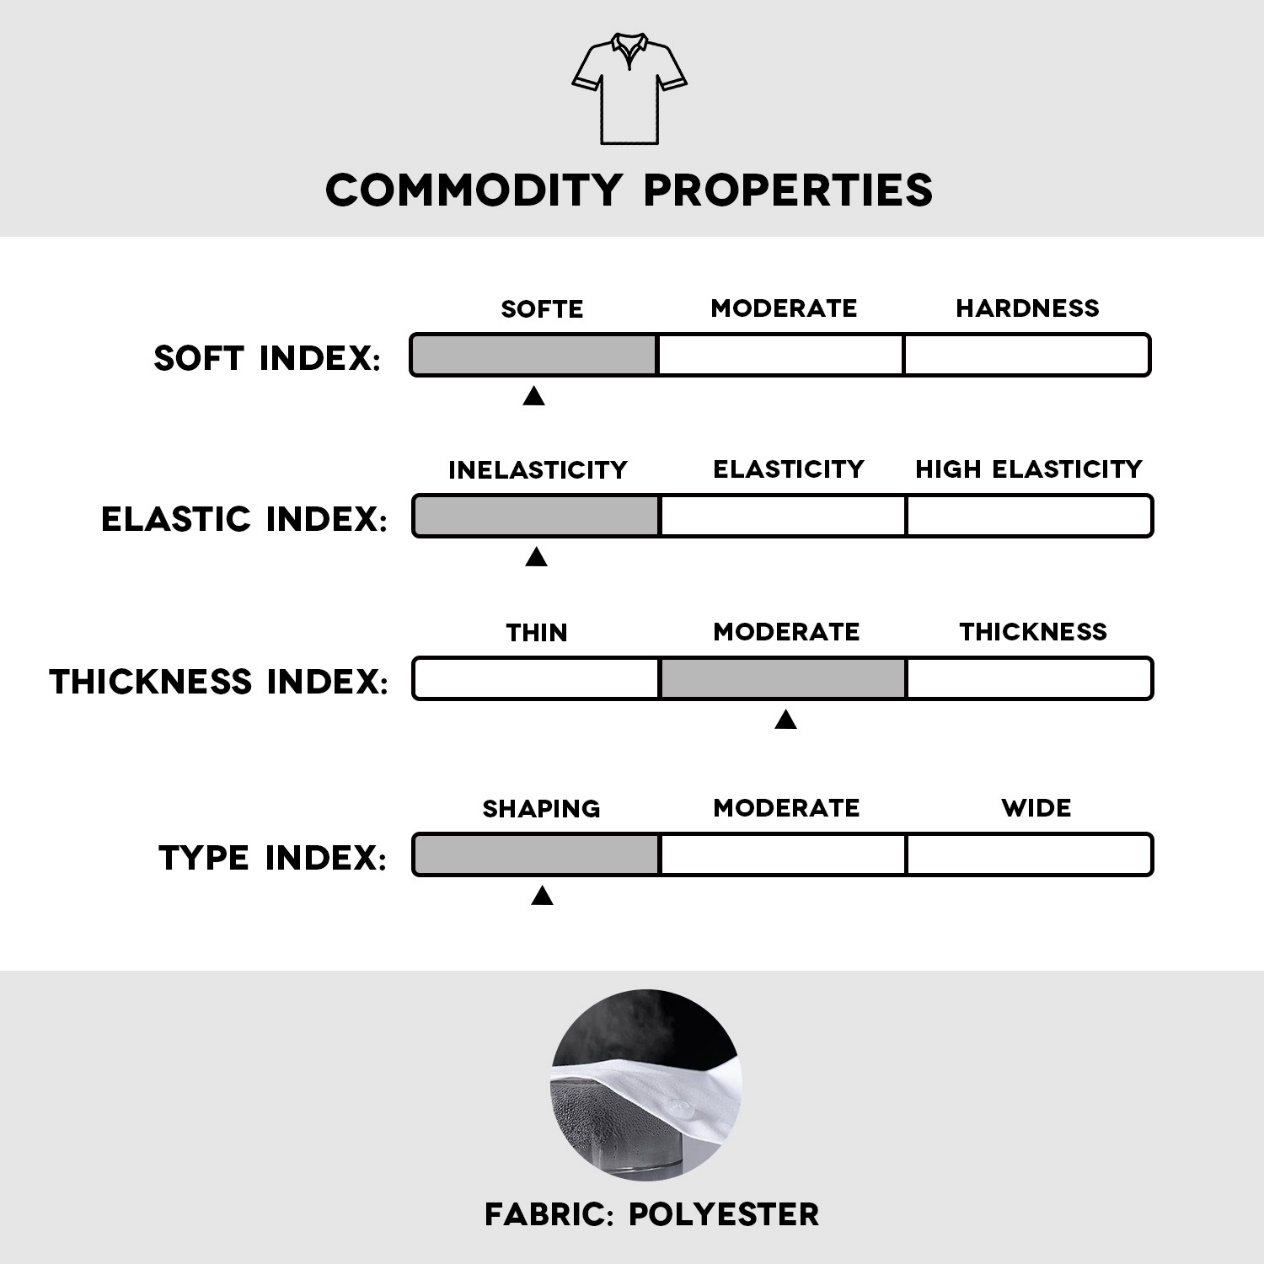 COMMODITY PROPERTIES
SOFTE MODERATE HARDNESS
SOFT INDEX:
INELASTICITY ELASTICITY HIGH ELASTICITY
ELASTIC INDEX:
THIN MODERATE THICKNESS
THICKNESS INDEX:
SHAPING MODERATE WIDE
TYPE INDEX:
FABRIC: POLYESTER